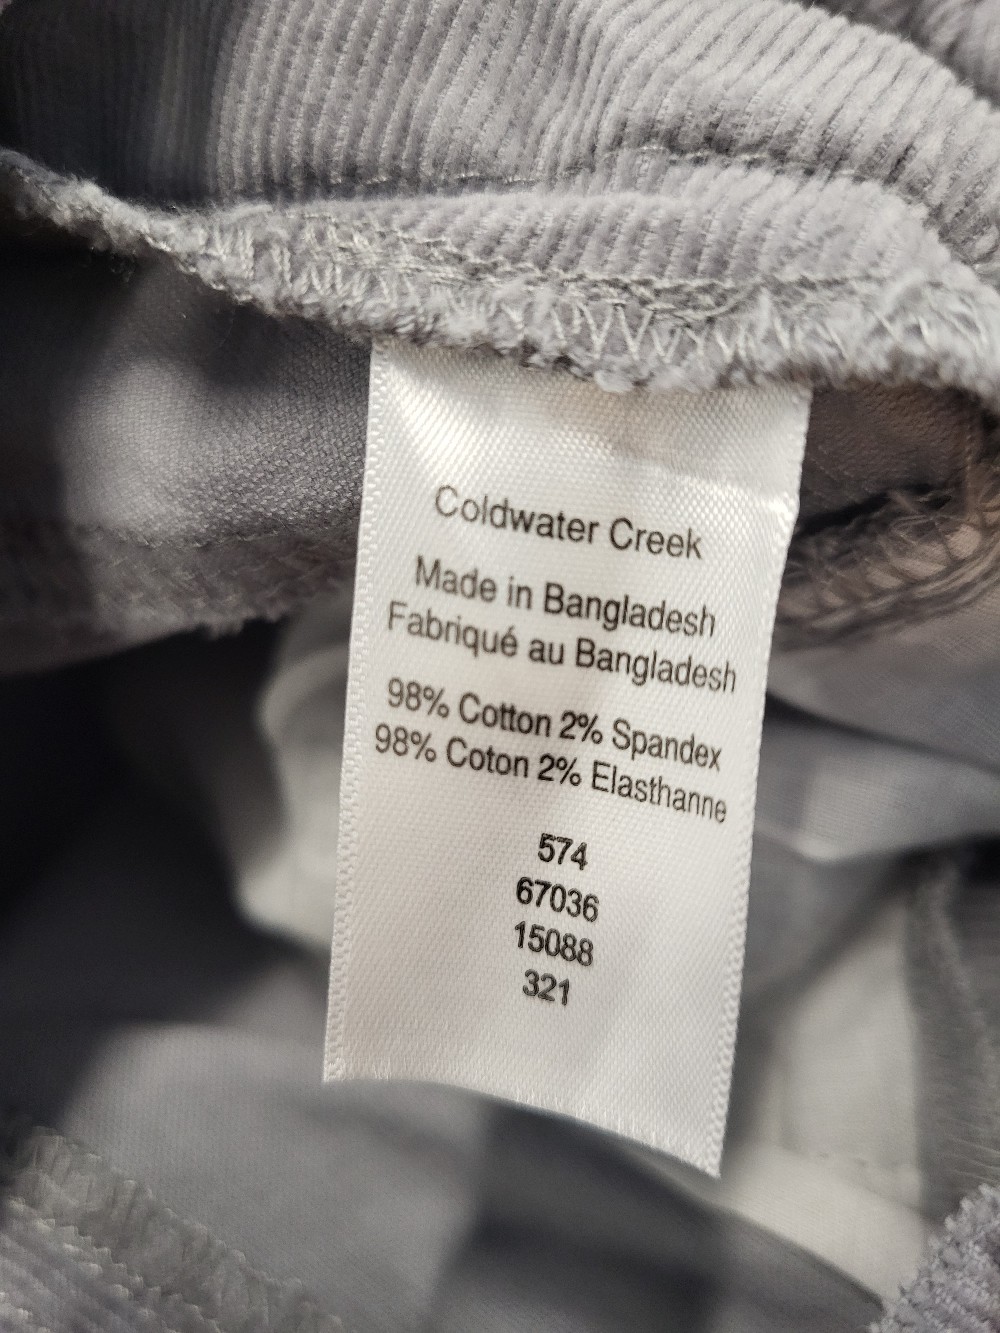 Coldwater Creek
Made in Bangladesh
Fabriqué au Bangladesh
98% Cotton 2% Spandex
98% Coton 2% Elasthanne
574
67036
15088
321